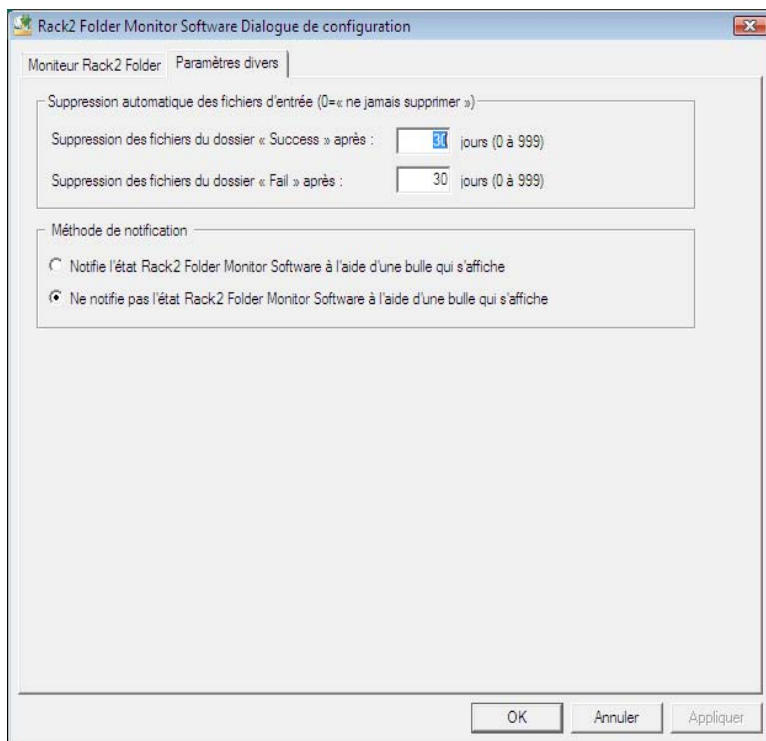 Rack2 Folder Monitor Software Dialogue de configuration
Moniteur Rack2 Folder Paramètres divers
Suppression automatique des fichiers d'entrée (0=« ne jamais supprimer »)
Suppression des fichiers du dossier « Success » après : 30 jours (0 à 999)
Suppression des fichiers du dossier « Fail » après : 30 jours (0 à 999)
Méthode de notification
Notifie l'état Rack2 Folder Monitor Software à l'aide d'une bulle qui s'affiche
Ne notifie pas l'état Rack2 Folder Monitor Software à l'aide d'une bulle qui s'affiche
OK Annuler Appliquer